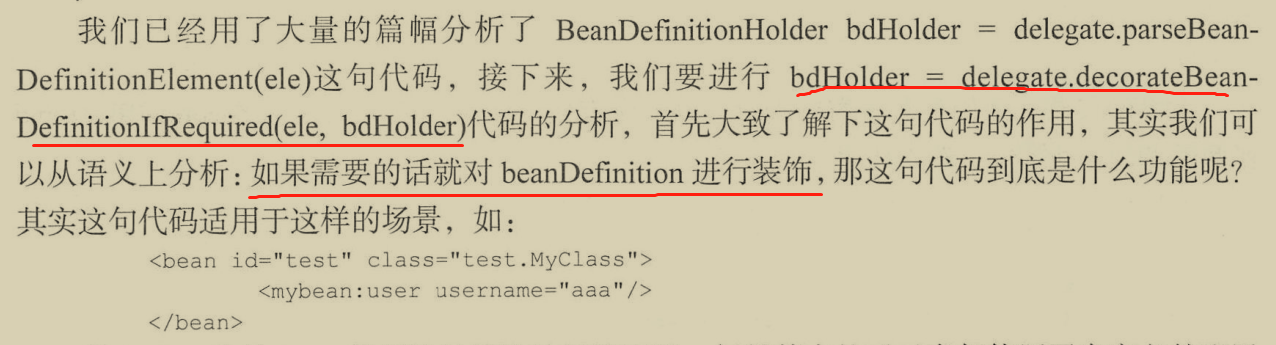 我们已经用了大量的篇幅分析了 BeanDefinitionHolder bdHolder = delegate.parseBean-
DefinitionElement(ele)这句代码，接下来，我们要进行 bdHolder = delegate.decorateBean-
DefinitionIfRequired(ele, bdHolder)代码的分析，首先大致了解下这句代码的作用，其实我们可
以从语义上分析：如果需要的话就对 beanDefinition 进行装饰，那这句代码到底是什么功能呢？
其实这句代码适用于这样的场景，如：
<bean id="test" class="test.MyClass">
<mybean:user username="aaa"/>
</bean>